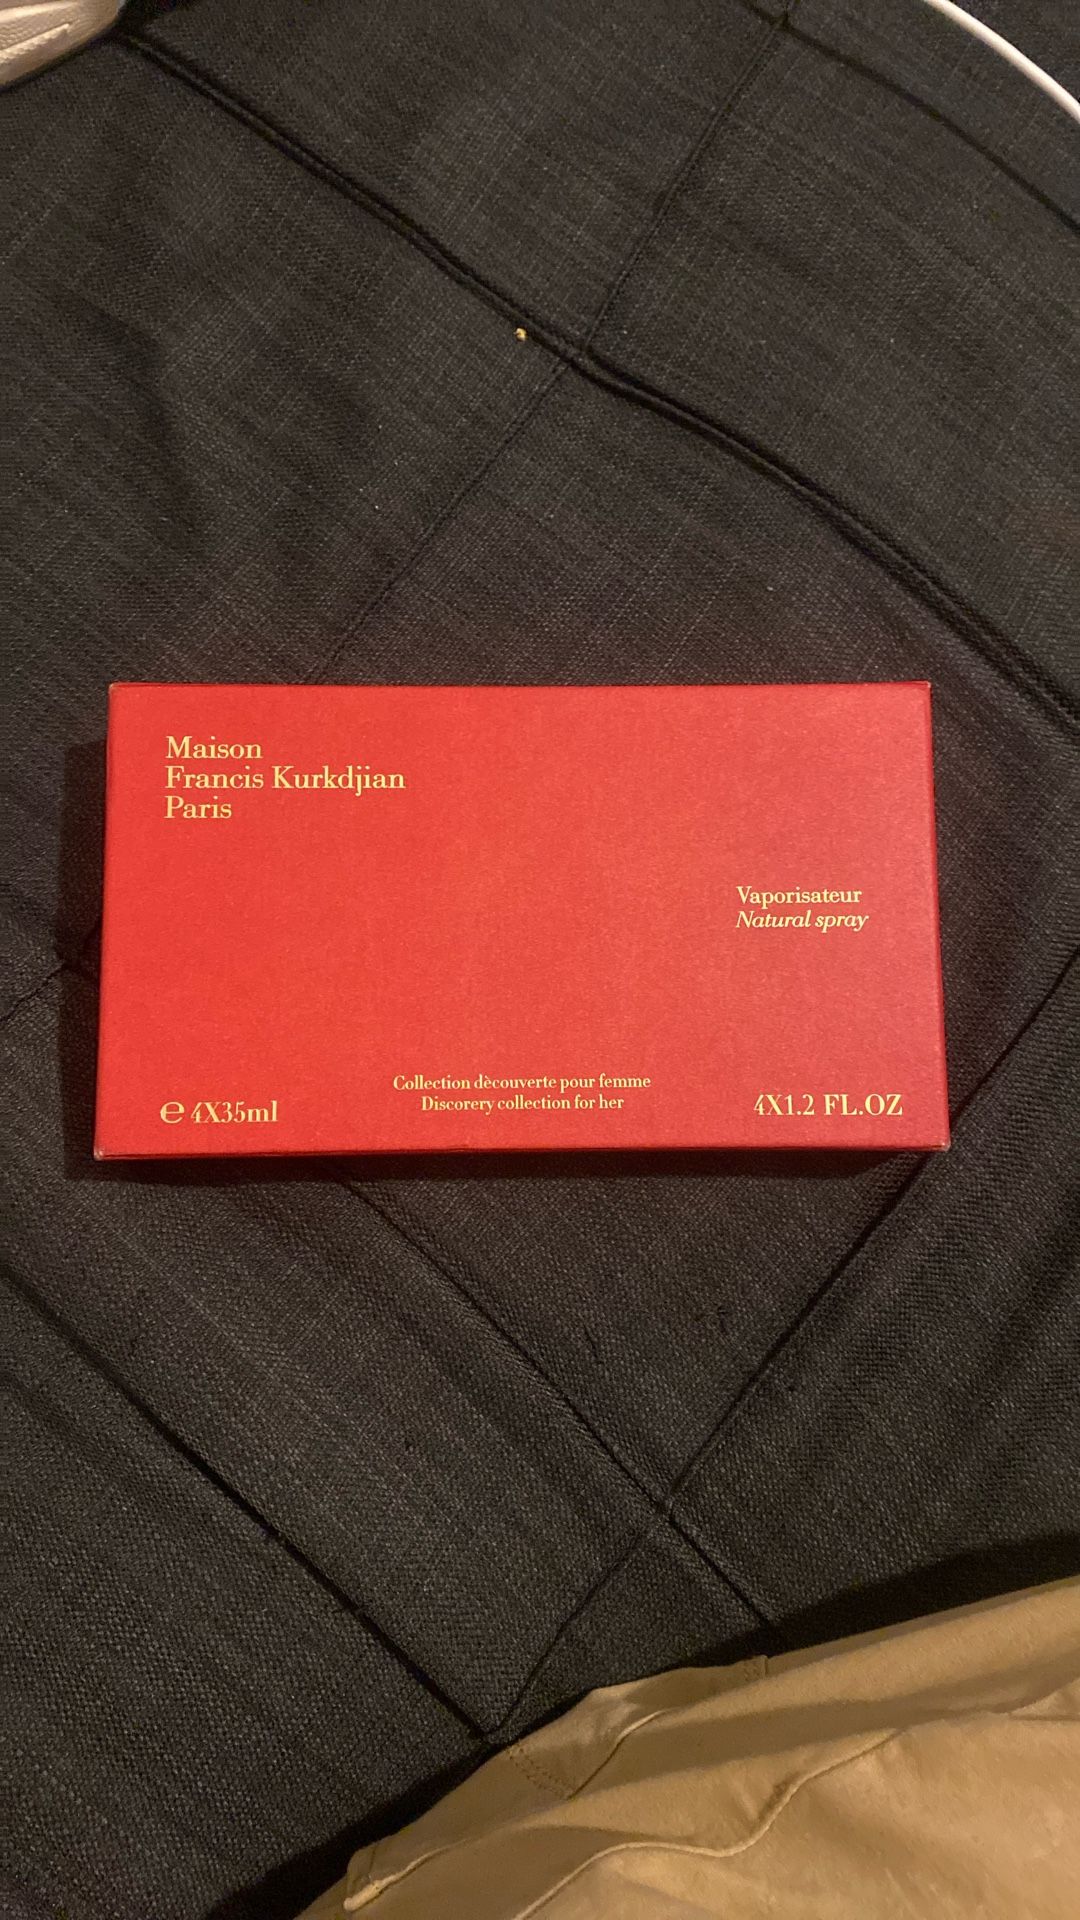 Maison
Francis Kurkdjian
Paris
Vaporisateur
Natural spray
Collection dècouverte pour femme
Discorery collection for her
℮ 4X35ml
4X1.2 FL.OZ